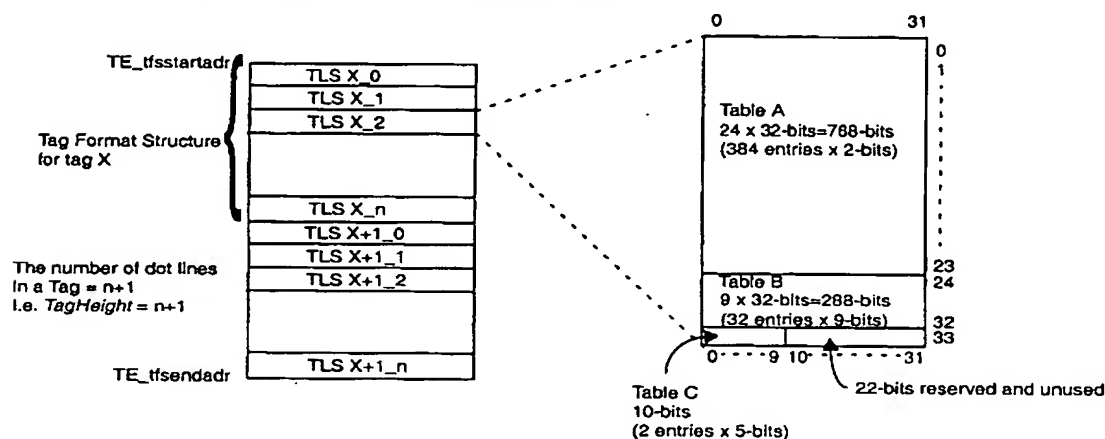 TE_tfsstartadr
Tag Format Structure
for tag X
The number of dot lines
in a Tag = n+1
i.e. TagHeight = n+1
TE_tfsendadr
TLS X_0
TLS X_1
TLS X_2
TLS X_n
TLS X+1_0
TLS X+1_1
TLS X+1_2
TLS X+1_n
0 31
0
1
Table A
24 x 32-bits=768-bits
(384 entries x 2-bits)
23
24
Table B
9 x 32-bits=288-bits
(32 entries x 9-bits)
32
33
0 9 10 31
22-bits reserved and unused
Table C
10-bits
(2 entries x 5-bits)